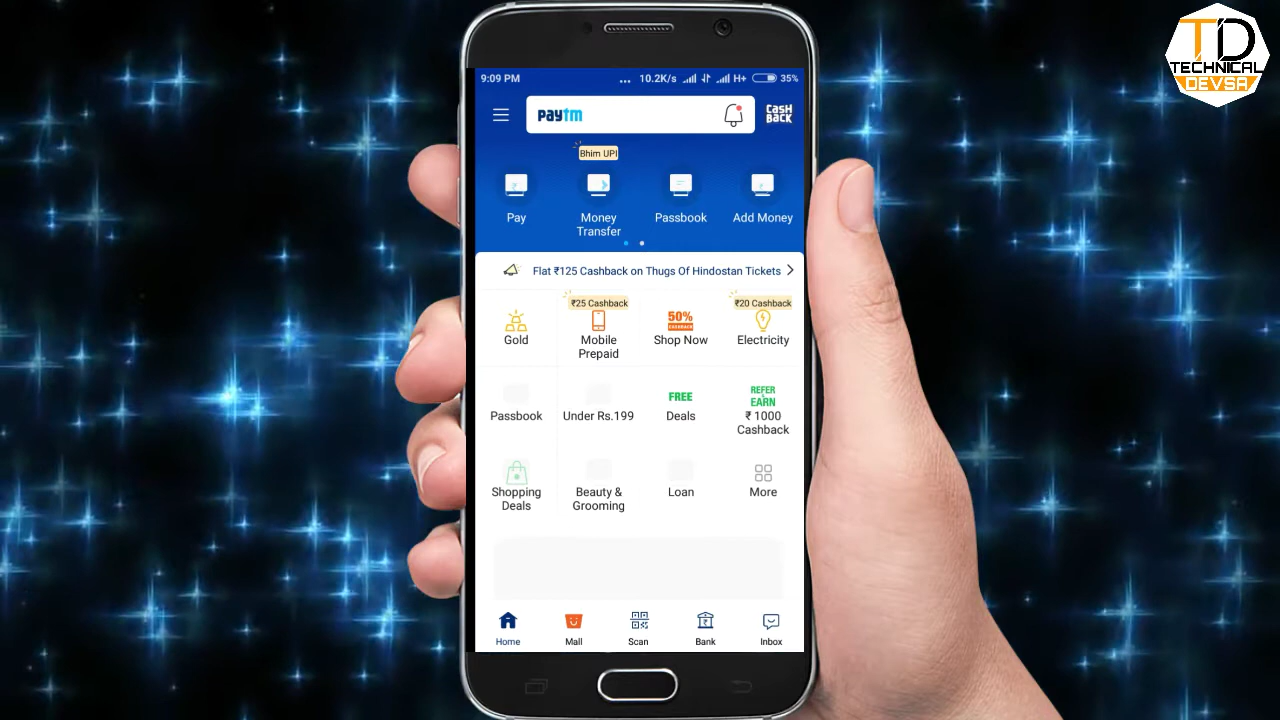 TD
TECHNICAL
DEVSA
9:09 PM
... 10.2K/s H+ 35%
paytm
CASH
BACK
Bhim UPI
Pay
Money
Transfer
Passbook
Add Money
Flat ₹125 Cashback on Thugs Of Hindostan Tickets
₹25 Cashback
₹20 Cashback
50%
CASHBACK
Gold
Mobile
Prepaid
Shop Now
Electricity
FREE
REFER
&
EARN
Passbook
Under Rs.199
Deals
₹ 1000
Cashback
Shopping
Deals
Beauty &
Grooming
Loan
More
Home
Mall
Scan
Bank
Inbox